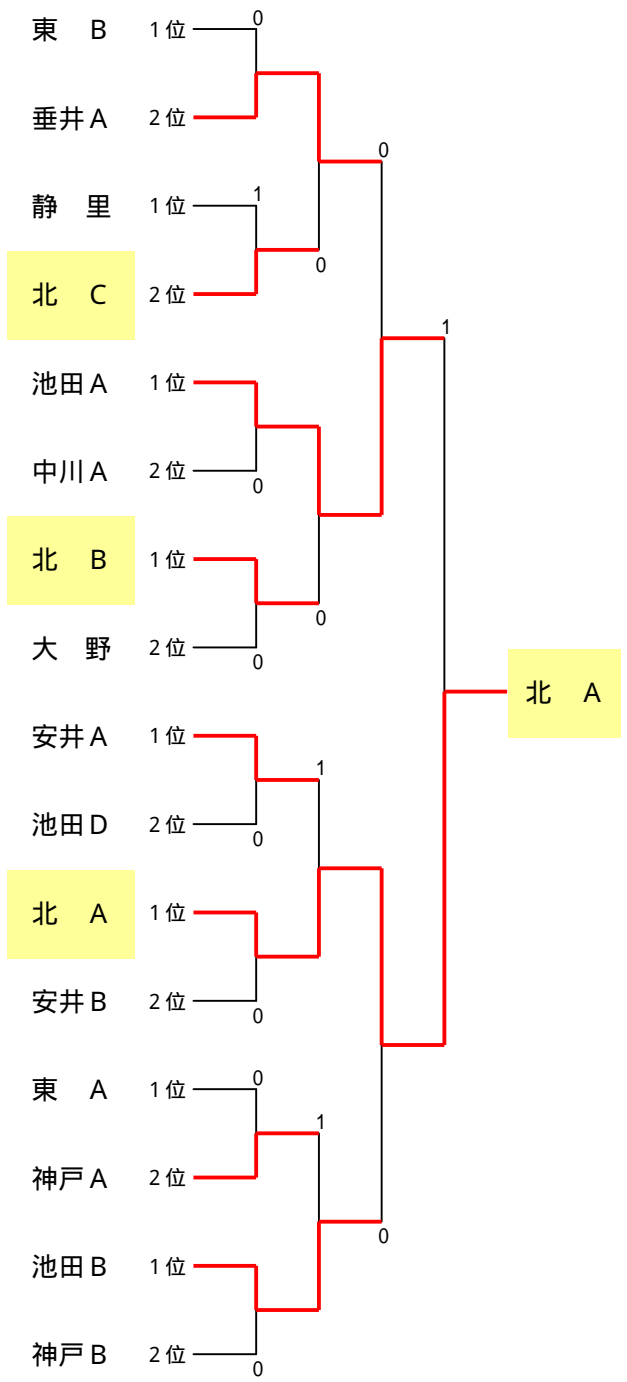 0
東　B 1位
垂井A 2位
0
静　里 1位 1
0
北　C 2位
1
池田A 1位
中川A 2位
0
北　B 1位
0
大　野 2位
0
北　A
安井A 1位
1
池田D 2位
0
北　A 1位
安井B 2位
0
0
東　A 1位
1
神戸A 2位
0
池田B 1位
神戸B 2位
0